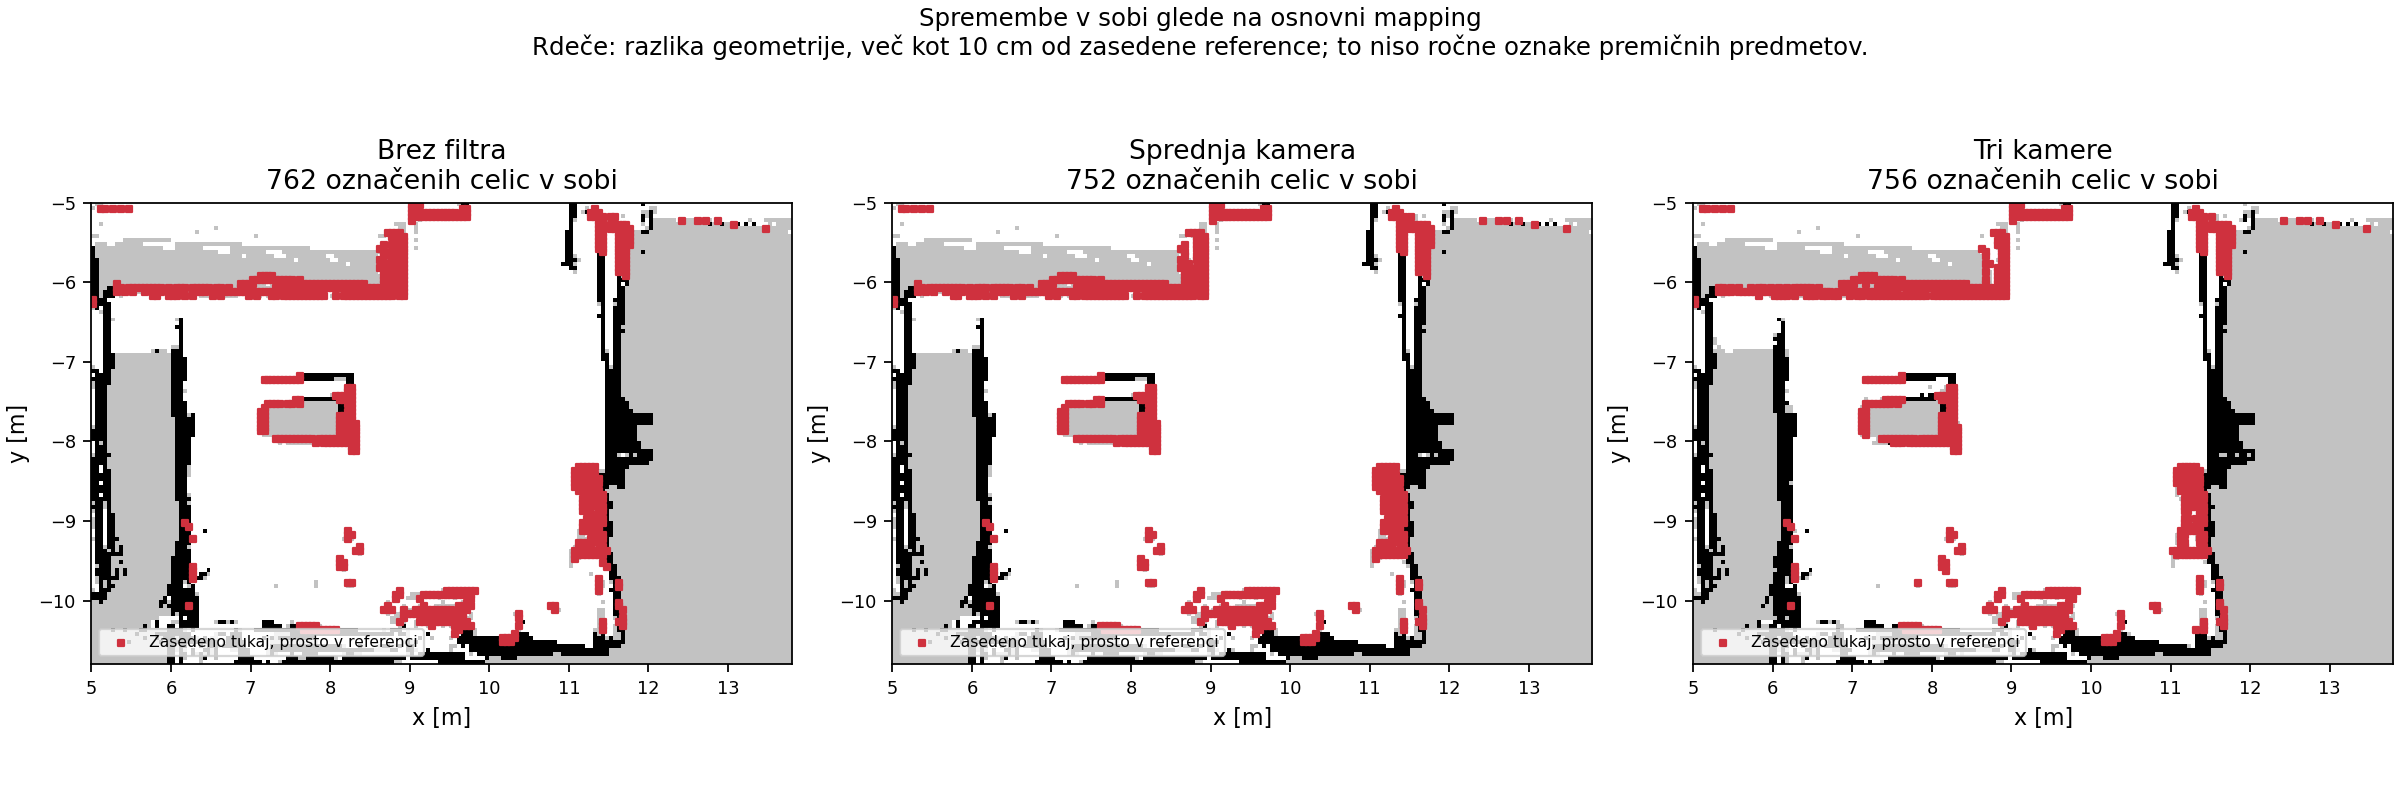 Spremembe v sobi glede na osnovni mapping
Rdeče: razlika geometrije, več kot 10 cm od zasedene reference; to niso ročne oznake premičnih predmetov.
Brez filtra
762 označenih celic v sobi
−5
−6
−7
−8
−9
−10
y [m]
Zasedeno tukaj, prosto v referenci
5 6 7 8 9 10 11 12 13
x [m]
Sprednja kamera
752 označenih celic v sobi
−5
−6
−7
−8
−9
−10
y [m]
Zasedeno tukaj, prosto v referenci
5 6 7 8 9 10 11 12 13
x [m]
Tri kamere
756 označenih celic v sobi
−5
−6
−7
−8
−9
−10
y [m]
Zasedeno tukaj, prosto v referenci
5 6 7 8 9 10 11 12 13
x [m]